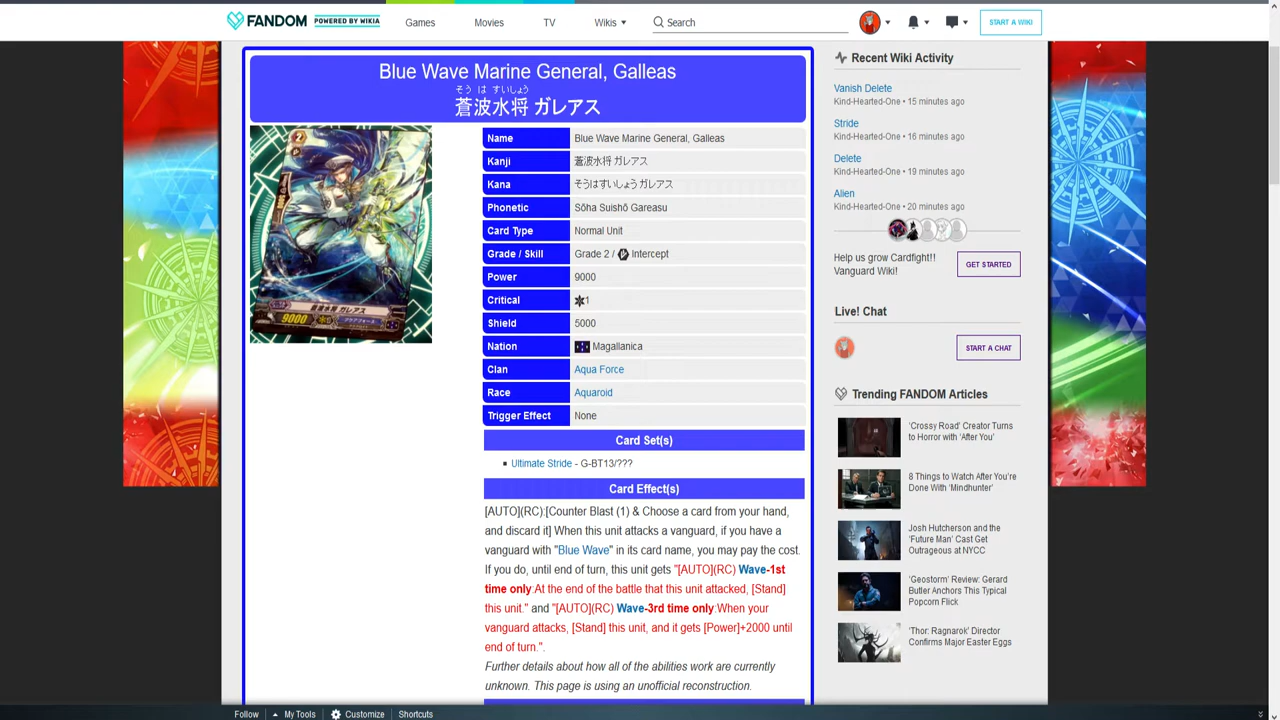 FANDOM POWERED BY WIKIA Games Movies TV Wikis Search START A WIKI
Blue Wave Marine General, Galleas
そう は すいしょう
蒼波水将 ガレアス
蒼波水将 ガレアス
9000
Name Blue Wave Marine General, Galleas
Kanji 蒼波水将 ガレアス
Kana そうはすいしょう ガレアス
Phonetic Sōha Suishō Gareasu
Card Type Normal Unit
Grade / Skill Grade 2 / Intercept
Power 9000
Critical 1
Shield 5000
Nation Magallanica
Clan Aqua Force
Race Aquaroid
Trigger Effect None
Card Set(s)
Ultimate Stride - G-BT13/???
Card Effect(s)
[AUTO](RC):[Counter Blast (1) & Choose a card from your hand,
and discard it] When this unit attacks a vanguard, if you have a
vanguard with "Blue Wave" in its card name, you may pay the cost.
If you do, until end of turn, this unit gets "[AUTO](RC) Wave-1st
time only:At the end of the battle that this unit attacked, [Stand]
this unit." and "[AUTO](RC) Wave-3rd time only:When your
vanguard attacks, [Stand] this unit, and it gets [Power]+2000 until
end of turn.".
Further details about how all of the abilities work are currently
unknown. This page is using an unofficial reconstruction.
Recent Wiki Activity
Vanish Delete
Kind-Hearted-One • 15 minutes ago
Stride
Kind-Hearted-One • 16 minutes ago
Delete
Kind-Hearted-One • 19 minutes ago
Alien
Kind-Hearted-One • 20 minutes ago
Help us grow Cardfight!!
Vanguard Wiki!
GET STARTED
Live! Chat
START A CHAT
Trending FANDOM Articles
'Crossy Road' Creator Turns
to Horror with 'After You'
8 Things to Watch After You're
Done With 'Mindhunter'
Josh Hutcherson and the
'Future Man' Cast Get
Outrageous at NYCC
'Geostorm' Review: Gerard
Butler Anchors This Typical
Popcorn Flick
'Thor: Ragnarok' Director
Confirms Major Easter Eggs
Follow My Tools Customize Shortcuts